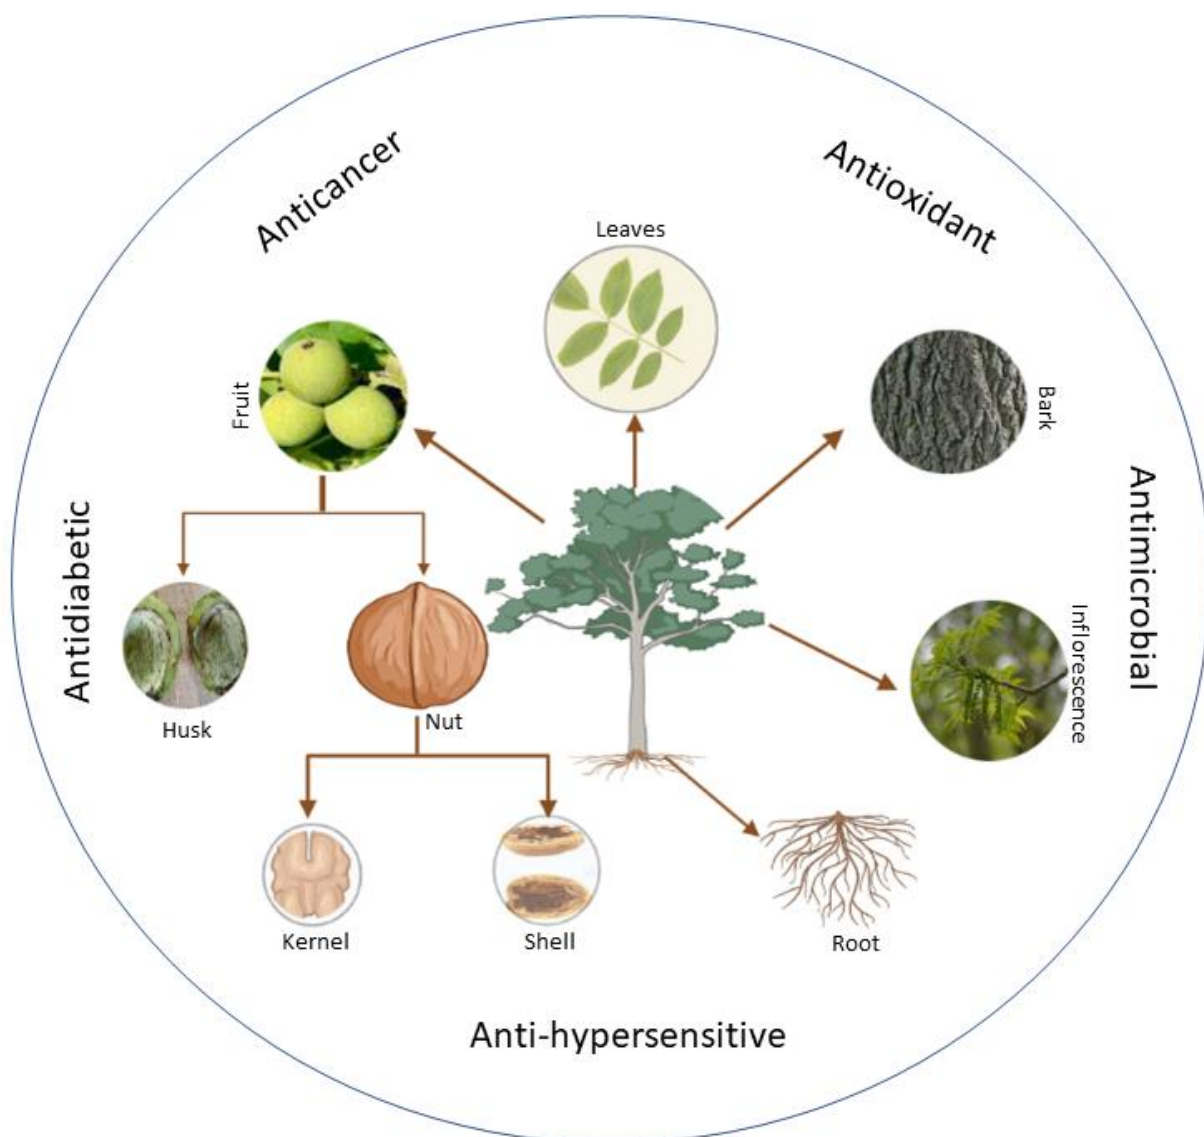 Anticancer
Antioxidant
Leaves
Fruit
Bark
Antidiabetic
Antimicrobial
Inflorescence
Husk
Nut
Kernel
Shell
Root
Anti-hypersensitive